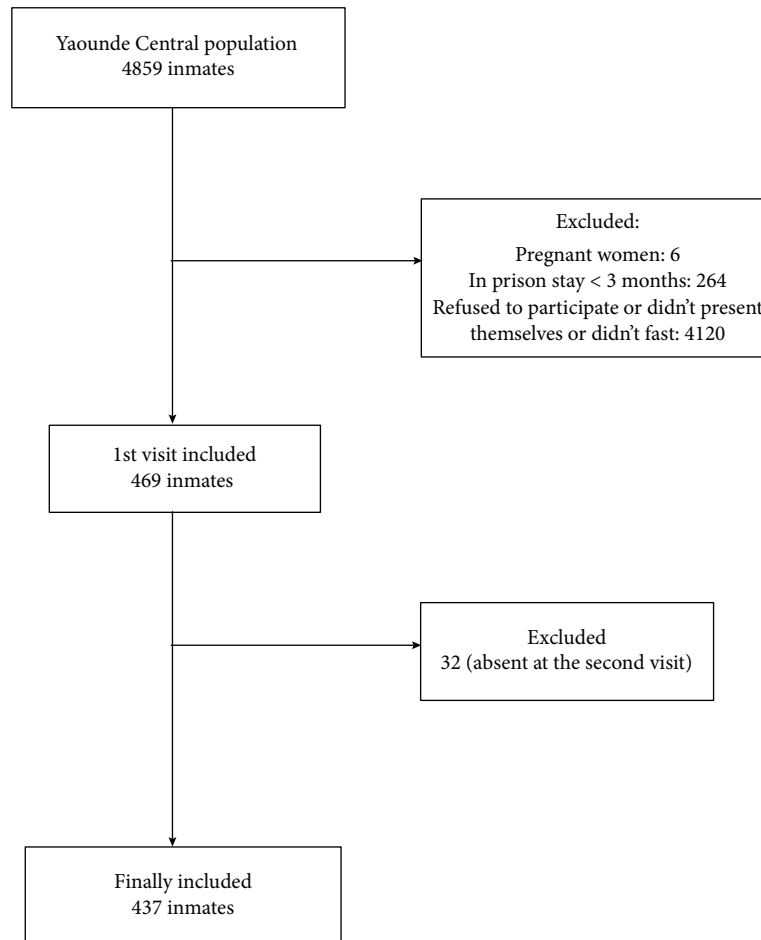 Yaounde Central population
4859 inmates
Excluded:
Pregnant women: 6
In prison stay < 3 months: 264
Refused to participate or didn’t present
themselves or didn’t fast: 4120
1st visit included
469 inmates
Excluded
32 (absent at the second visit)
Finally included
437 inmates